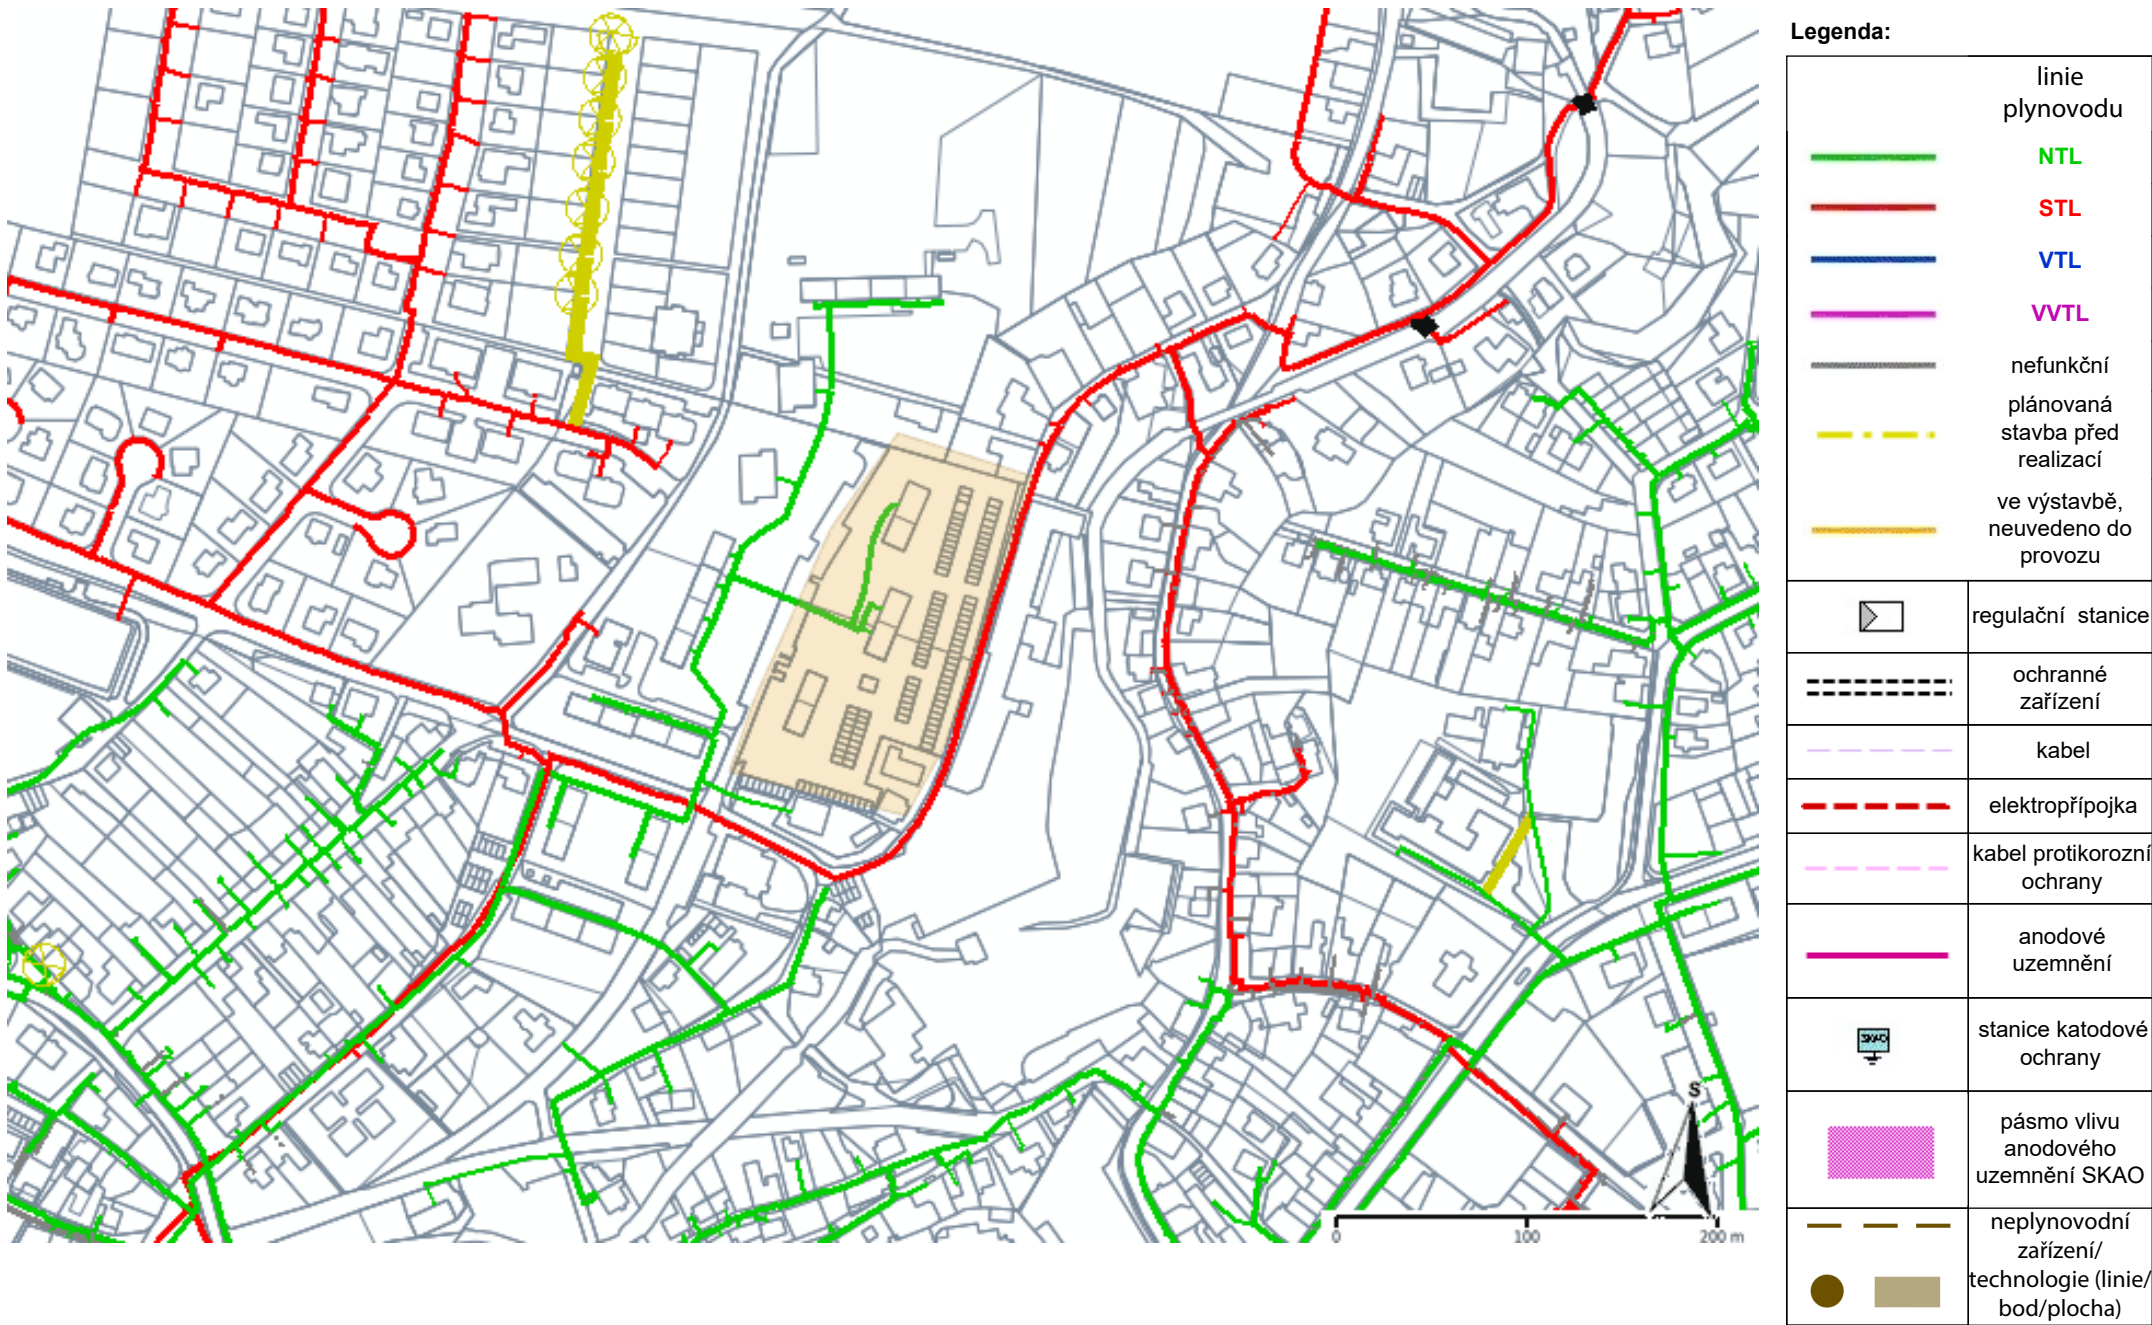 Legenda:
linie
plynovodu
NTL
STL
VTL
VVTL
nefunkční
plánovaná
stavba před
realizací
ve výstavbě,
neuvedeno do
provozu
regulační stanice
ochranné
zařízení
kabel
elektropřípojka
kabel protikorozní
ochrany
anodové
uzemnění
SKAO
stanice katodové
ochrany
pásmo vlivu
anodového
uzemnění SKAO
neplynovodní
zařízení/
technologie (linie/
bod/plocha)
S
0 100 200 m